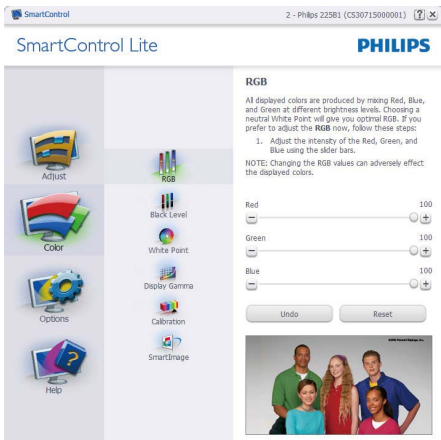 SmartControl
2 - Philips 225B1 (CS30715000001)
SmartControl Lite
PHILIPS
Adjust
Color
Options
Help
RGB
Black Level
White Point
Display Gamma
Calibration
SmartImage
RGB
All displayed colors are produced by mixing Red, Blue,
and Green at different brightness levels. Choosing a
neutral White Point will give you optimal RGB. If you
prefer to adjust the RGB now, follow these steps:
1. Adjust the intensity of the Red, Green, and
Blue using the slider bars.
NOTE: Changing the RGB values can adversely effect
the displayed colors.
Red 100
Green 100
Blue 100
Undo Reset